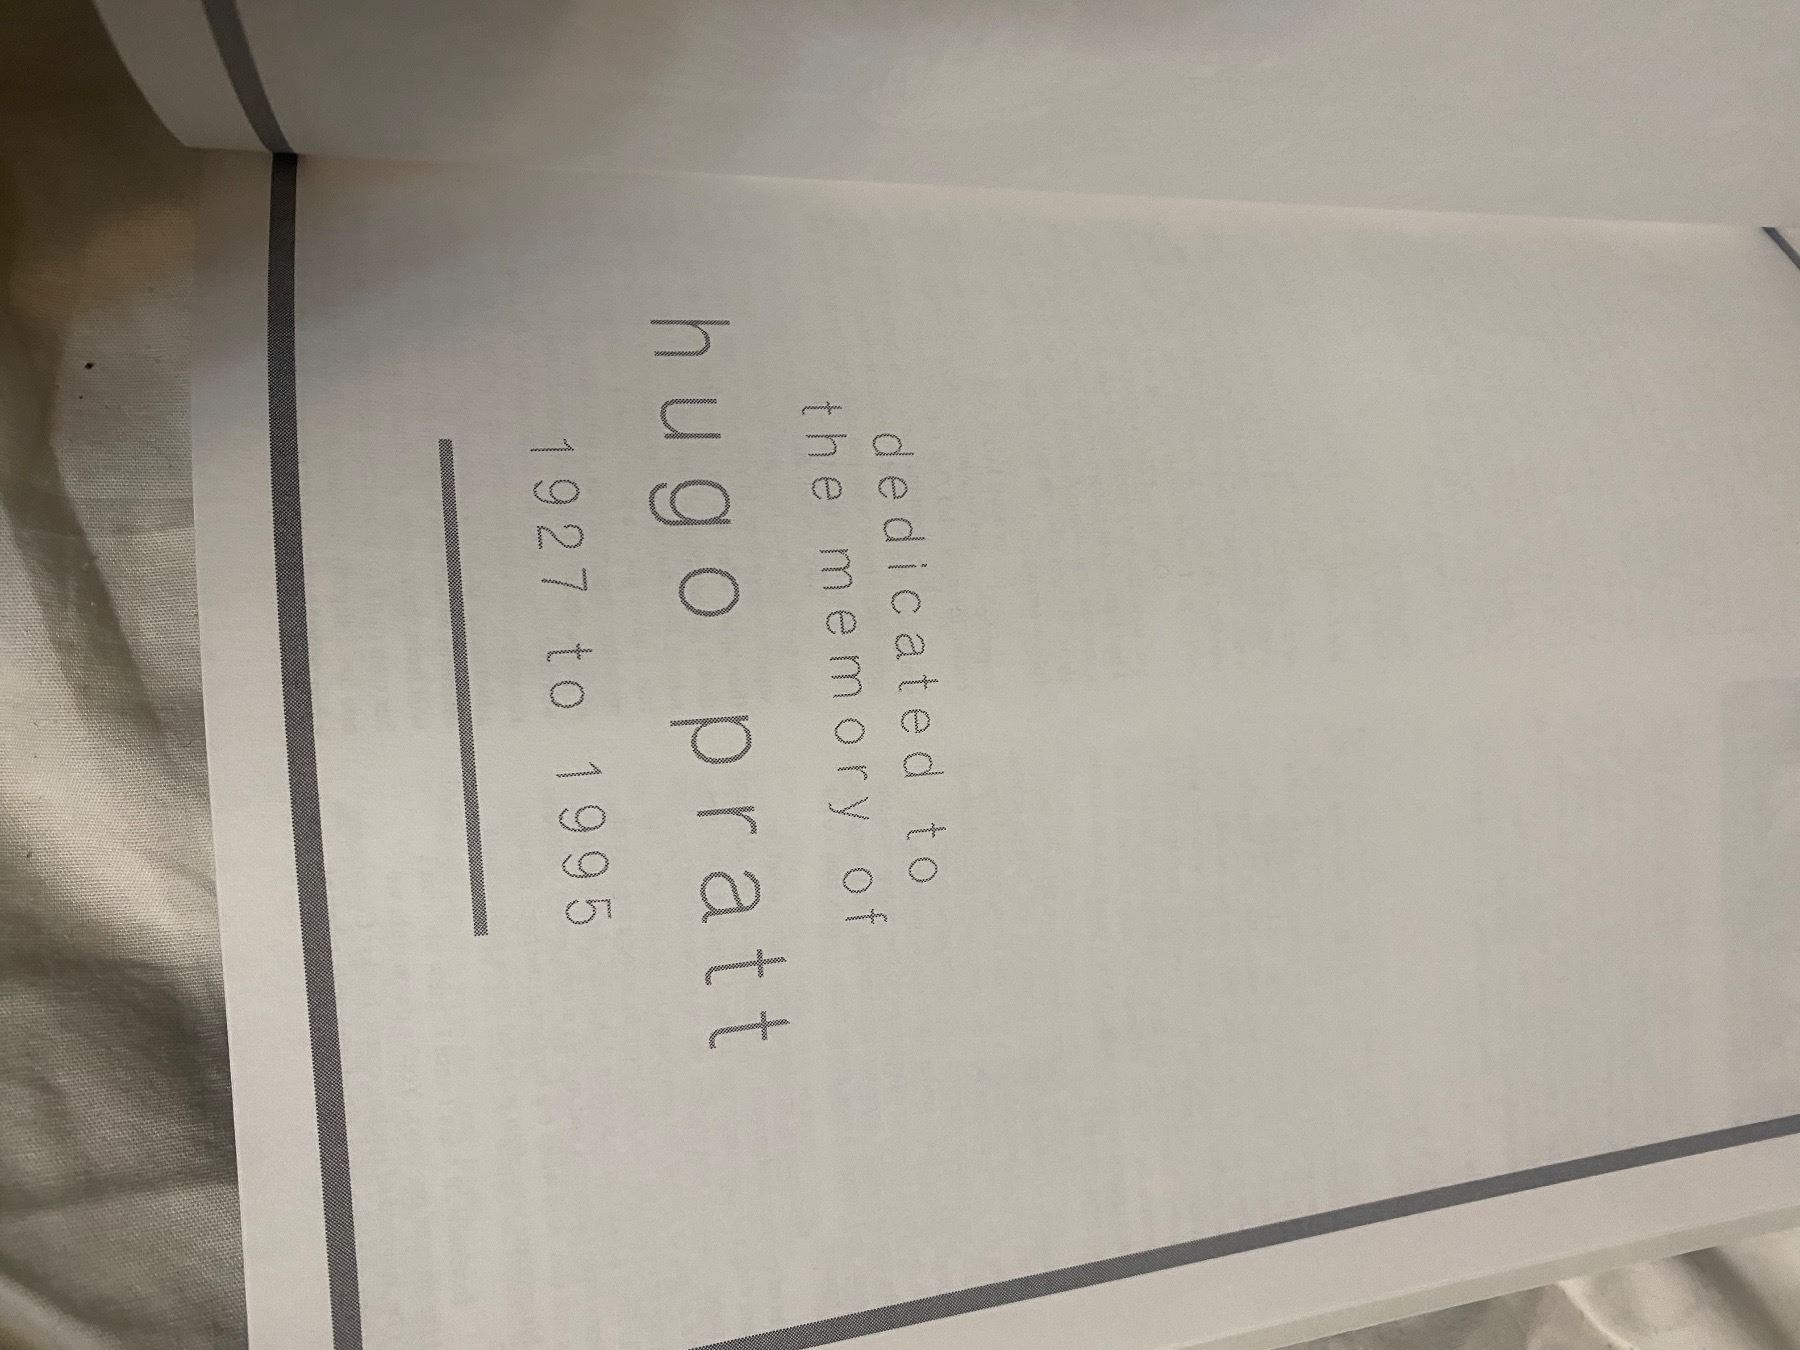 dedicated to
the memory of
hugo pratt
1927 to 1995